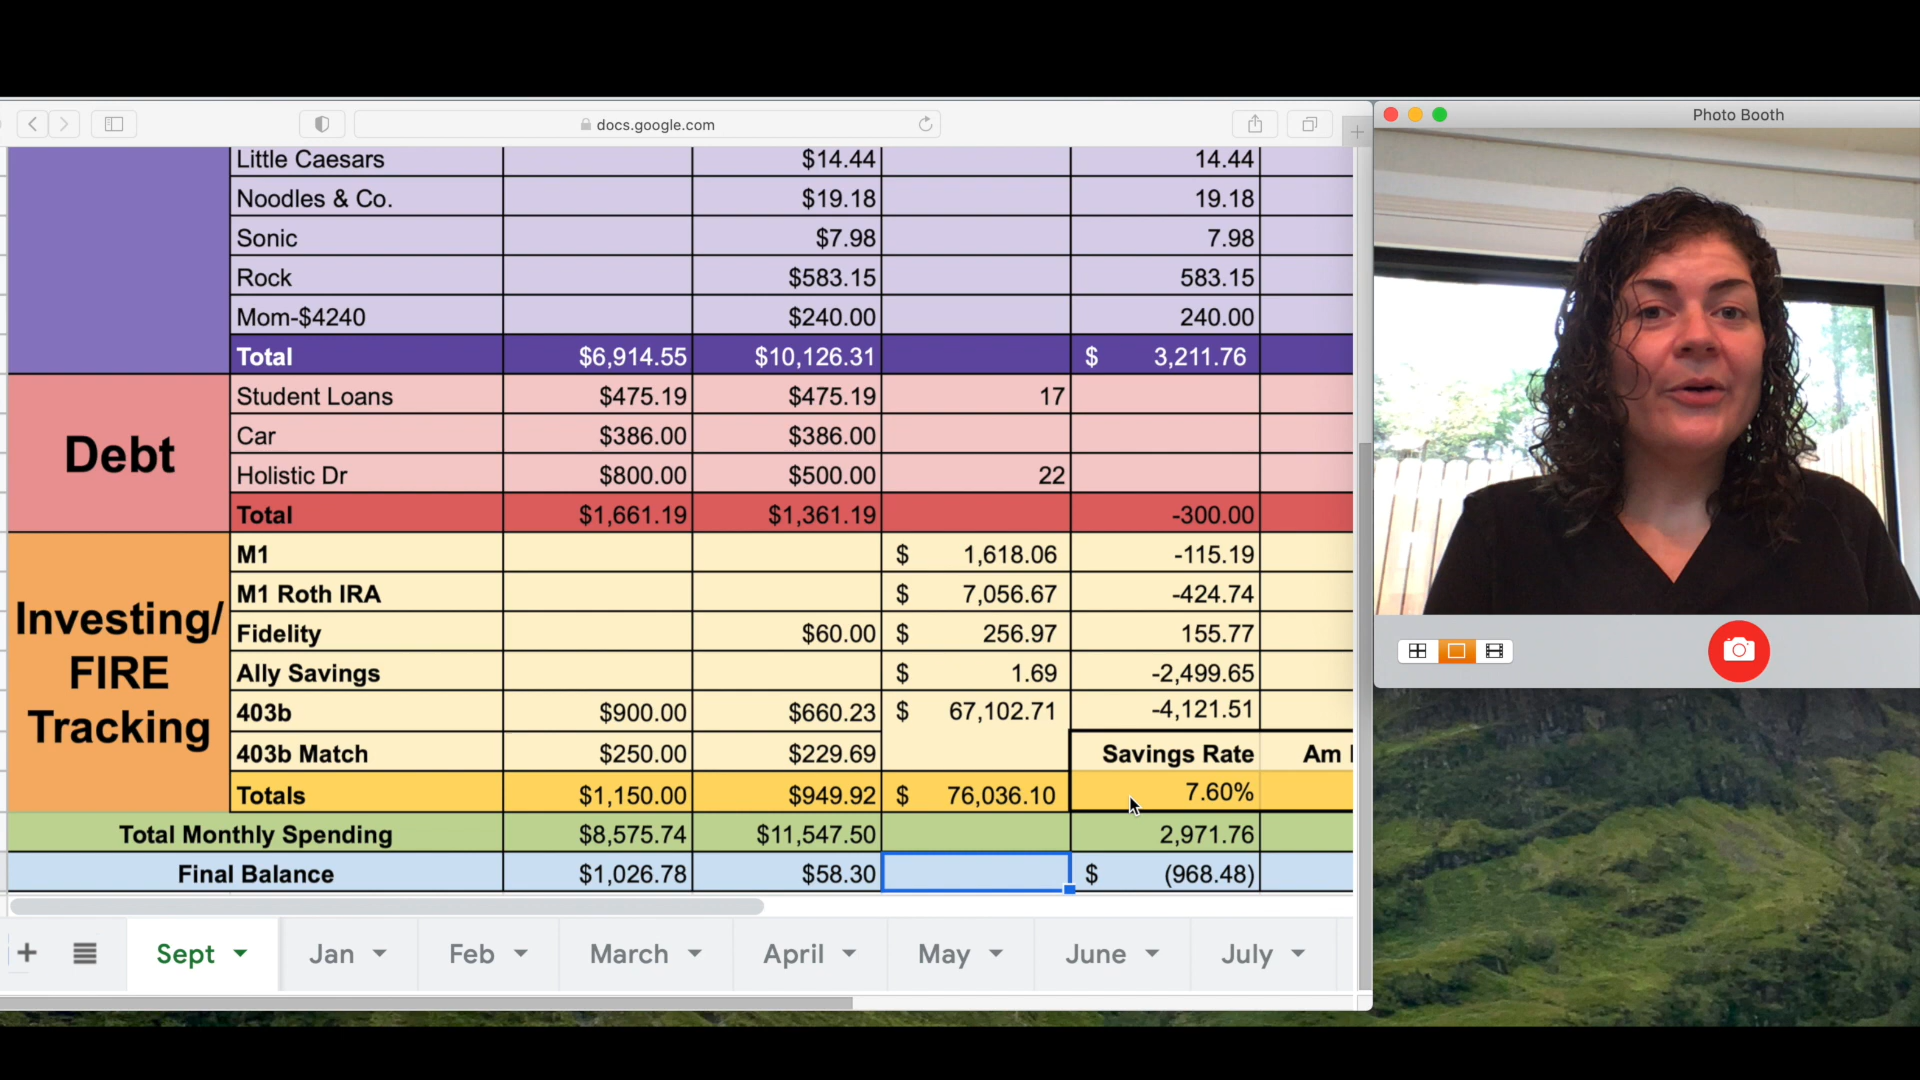 docs.google.com
Photo Booth
Little Caesars $14.44 14.44
Noodles & Co. $19.18 19.18
Sonic $7.98 7.98
Rock $583.15 583.15
Mom-$4240 $240.00 240.00
Total $6,914.55 $10,126.31 $ 3,211.76
Debt
Student Loans $475.19 $475.19 17
Car $386.00 $386.00
Holistic Dr $800.00 $500.00 22
Total $1,661.19 $1,361.19 -300.00
Investing/
FIRE
Tracking
M1 $ 1,618.06 -115.19
M1 Roth IRA $ 7,056.67 -424.74
Fidelity $60.00 $ 256.97 155.77
Ally Savings $ 1.69 -2,499.65
403b $900.00 $660.23 $ 67,102.71 -4,121.51
403b Match $250.00 $229.69 Savings Rate Am
Totals $1,150.00 $949.92 $ 76,036.10 7.60%
Total Monthly Spending $8,575.74 $11,547.50 2,971.76
Final Balance $1,026.78 $58.30 $ (968.48)
Sept Jan Feb March April May June July